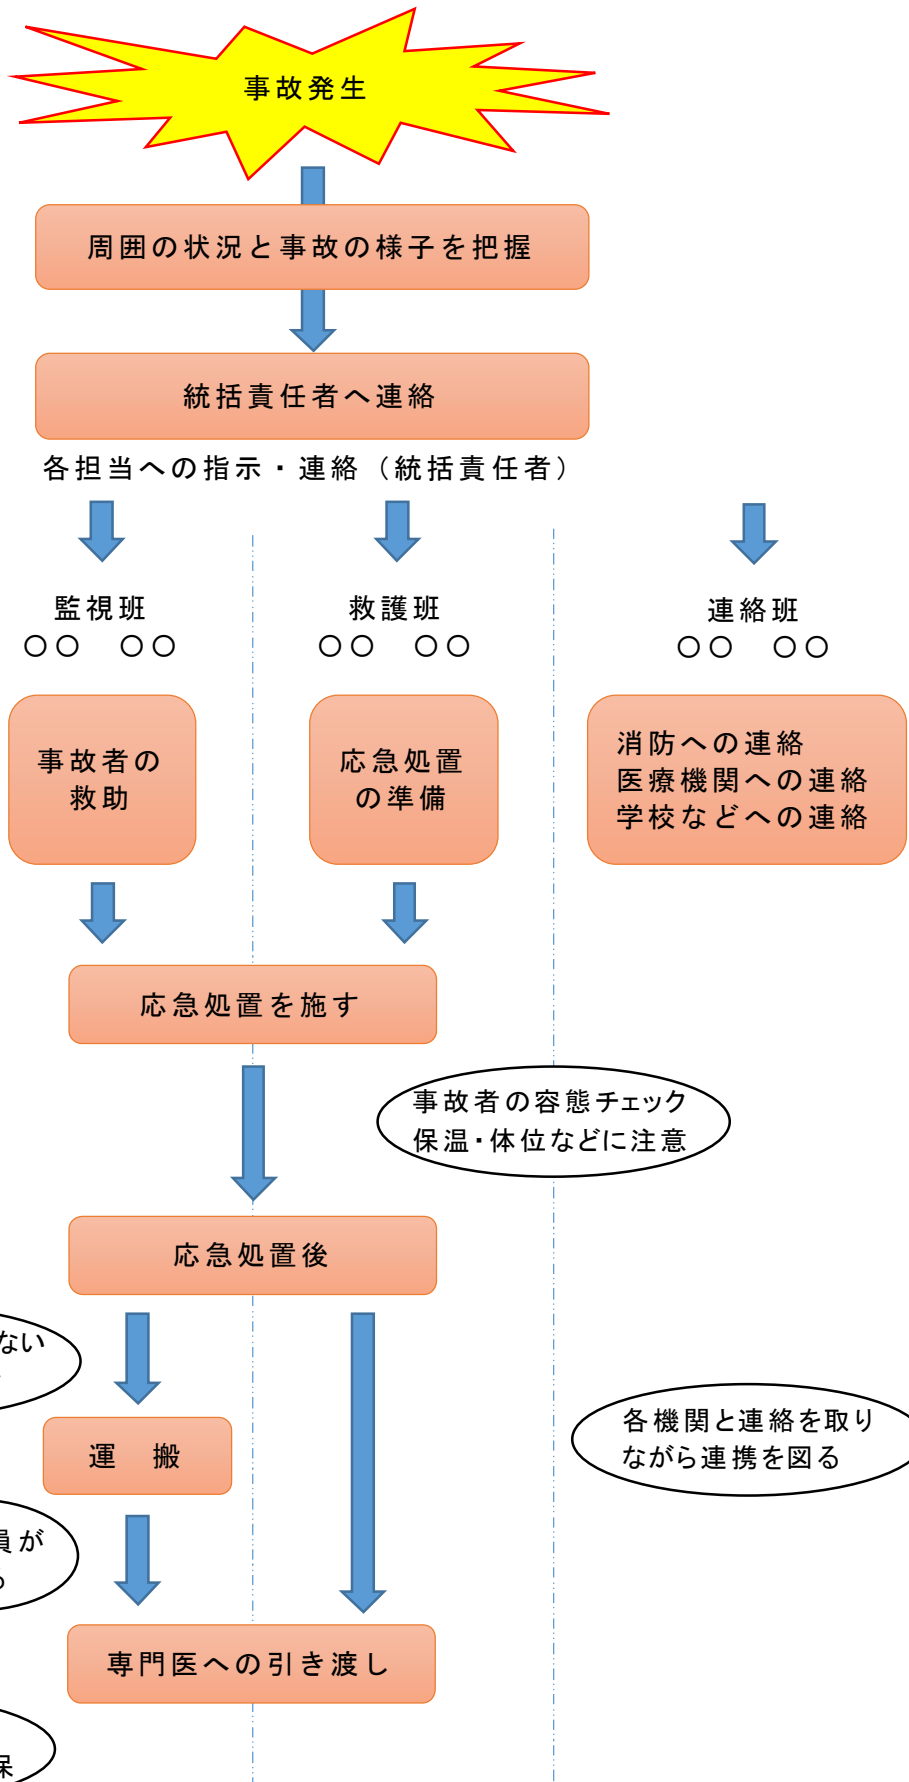 事故発生
周囲の状況と事故の様子を把握
統括責任者へ連絡
各担当への指示・連絡（統括責任者）
監視班
○○　○○
救護班
○○　○○
連絡班
○○　○○
事故者の
救助
応急処置
の準備
消防への連絡
医療機関への連絡
学校などへの連絡
応急処置を施す
事故者の容態チェック
保温・体位などに注意
応急処置後
ない
運　搬
各機関と連絡を取り
ながら連携を図る
員が
専門医への引き渡し
保